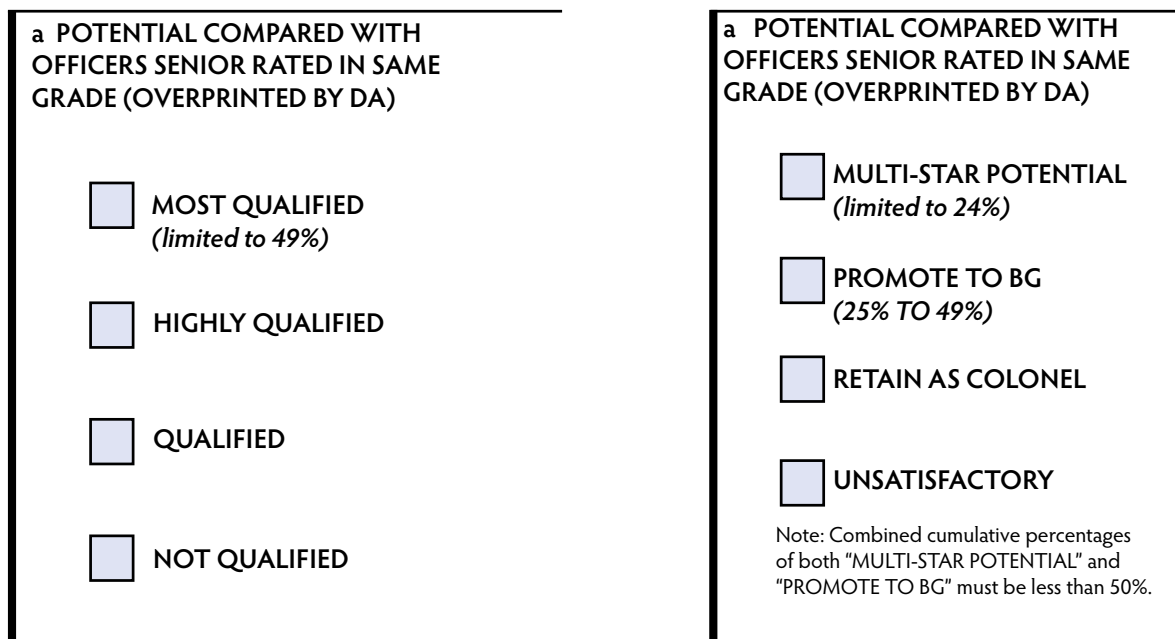 a POTENTIAL COMPARED WITH
OFFICERS SENIOR RATED IN SAME
GRADE (OVERPRINTED BY DA)
MOST QUALIFIED
(limited to 49%)
HIGHLY QUALIFIED
QUALIFIED
NOT QUALIFIED
a POTENTIAL COMPARED WITH
OFFICERS SENIOR RATED IN SAME
GRADE (OVERPRINTED BY DA)
MULTI-STAR POTENTIAL
(limited to 24%)
PROMOTE TO BG
(25% TO 49%)
RETAIN AS COLONEL
UNSATISFACTORY
Note: Combined cumulative percentages
of both “MULTI-STAR POTENTIAL” and
“PROMOTE TO BG” must be less than 50%.